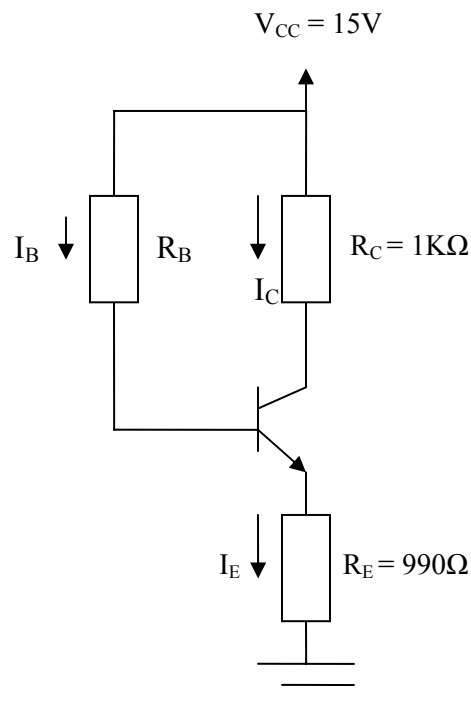 V_CC = 15V
I_B
R_B
R_C = 1KΩ
I_C
I_E
R_E = 990Ω